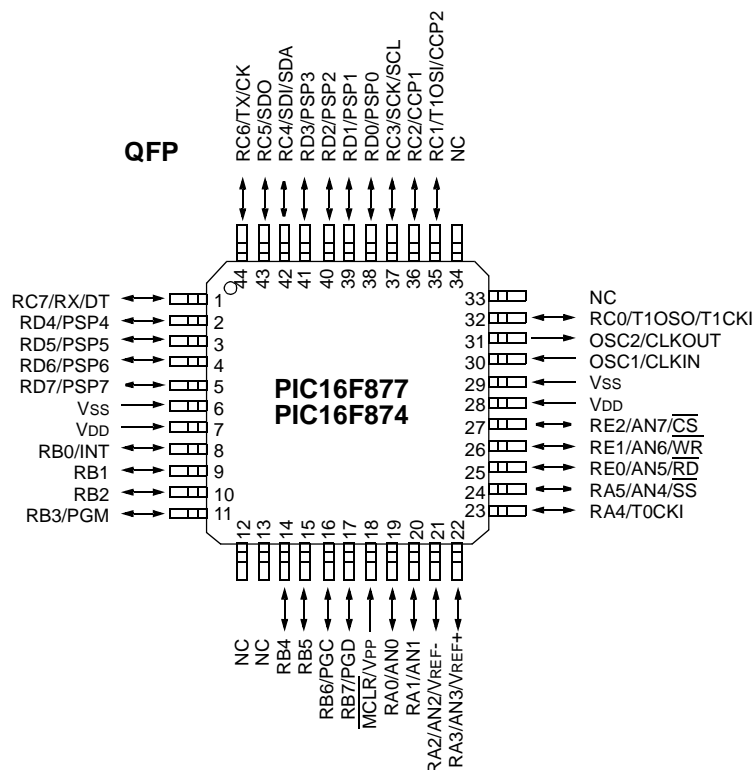 QFP
RC6/TX/CK
RC5/SDO
RC4/SDI/SDA
RD3/PSP3
RD2/PSP2
RD1/PSP1
RD0/PSP0
RC3/SCK/SCL
RC2/CCP1
RC1/T1OSI/CCP2
NC
44
43
42
41
40
39
38
37
36
35
34
RC7/RX/DT 1
RD4/PSP4 2
RD5/PSP5 3
RD6/PSP6 4
RD7/PSP7 5
VSS 6
VDD 7
RB0/INT 8
RB1 9
RB2 10
RB3/PGM 11
PIC16F877
PIC16F874
33 NC
32 RC0/T1OSO/T1CKI
31 OSC2/CLKOUT
30 OSC1/CLKIN
29 VSS
28 VDD
27 RE2/AN7/CS
26 RE1/AN6/WR
25 RE0/AN5/RD
24 RA5/AN4/SS
23 RA4/T0CKI
12
13
14
15
16
17
18
19
20
21
22
NC
NC
RB4
RB5
RB6/PGC
RB7/PGD
MCLR/VPP
RA0/AN0
RA1/AN1
RA2/AN2/VREF-
RA3/AN3/VREF+